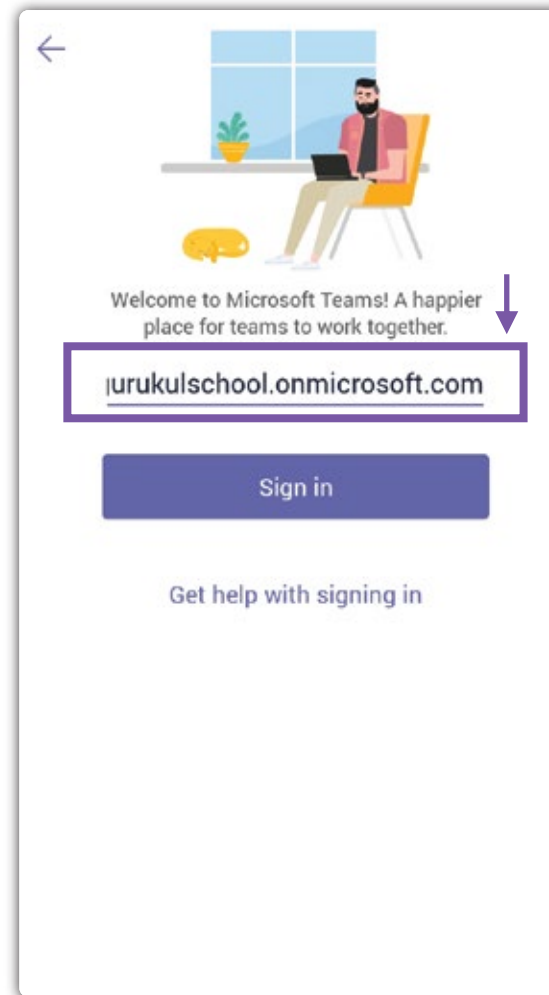 Welcome to Microsoft Teams! A happier
place for teams to work together.
urukulschool.onmicrosoft.com
Sign in
Get help with signing in